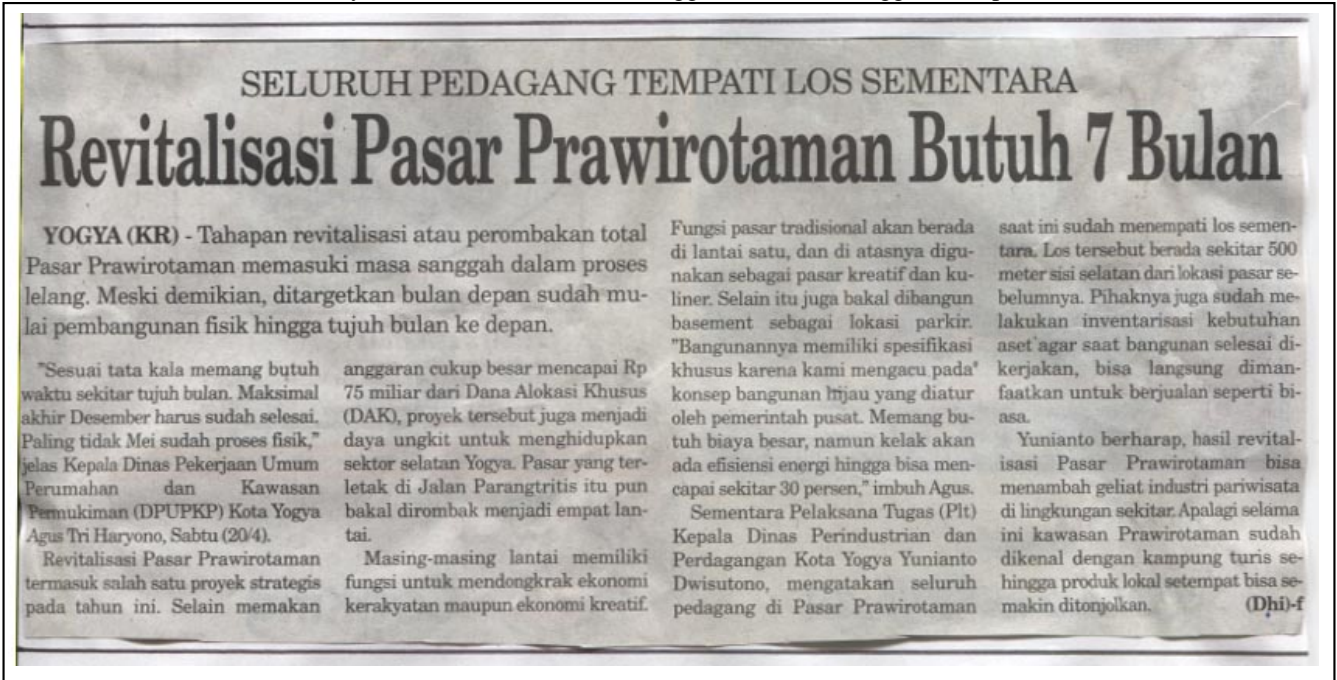 SELURUH PEDAGANG TEMPATI LOS SEMENTARA
Revitalisasi Pasar Prawirotaman Butuh 7 Bulan
YOGYA (KR) - Tahapan revitalisasi atau perombakan total
Pasar Prawirotaman memasuki masa sanggah dalam proses
lelang. Meski demikian, ditargetkan bulan depan sudah mu-
lai pembangunan fisik hingga tujuh bulan ke depan.
"Sesuai tata kala memang butuh
waktu sekitar tujuh bulan. Maksimal
akhir Desember harus sudah selesai.
Paling tidak Mei sudah proses fisik,"
jelas Kepala Dinas Pekerjaan Umum
Perumahan dan Kawasan
Permukiman (DPUPKP) Kota Yogya
Agus Tri Haryono, Sabtu (20/4).
Revitalisasi Pasar Prawirotaman
termasuk salah satu proyek strategis
pada tahun ini. Selain memakan
anggaran cukup besar mencapai Rp
75 miliar dari Dana Alokasi Khusus
(DAK), proyek tersebut juga menjadi
daya ungkit untuk menghidupkan
sektor selatan Yogya. Pasar yang ter-
letak di Jalan Parangtritis itu pun
bakal dirombak menjadi empat lan-
tai.
Masing-masing lantai memiliki
fungsi untuk mendongkrak ekonomi
kerakyatan maupun ekonomi kreatif.
Fungsi pasar tradisional akan berada
di lantai satu, dan di atasnya digu-
nakan sebagai pasar kreatif dan ku-
liner. Selain itu juga bakal dibangun
basement sebagai lokasi parkir.
"Bangunannya memiliki spesifikasi
khusus karena kami mengacu pada
konsep bangunan hijau yang diatur
oleh pemerintah pusat. Memang bu-
tuh biaya besar, namun kelak akan
ada efisiensi energi hingga bisa men-
capai sekitar 30 persen," imbuh Agus.
Sementara Pelaksana Tugas (Plt)
Kepala Dinas Perindustrian dan
Perdagangan Kota Yogya Yunianto
Dwisutono, mengatakan seluruh
pedagang di Pasar Prawirotaman
saat ini sudah menempati los semen-
tara. Los tersebut berada sekitar 500
meter sisi selatan dari lokasi pasar se-
belumnya. Pihaknya juga sudah me-
lakukan inventarisasi kebutuhan
aset agar saat bangunan selesai di-
kerjakan, bisa langsung diman-
faatkan untuk berjualan seperti bi-
asa.
Yunianto berharap, hasil revital-
isasi Pasar Prawirotaman bisa
menambah geliat industri pariwisata
di lingkungan sekitar. Apalagi selama
ini kawasan Prawirotaman sudah
dikenal dengan kampung turis se-
hingga produk lokal setempat bisa se-
makin ditonjolkan. (Dhi)-f